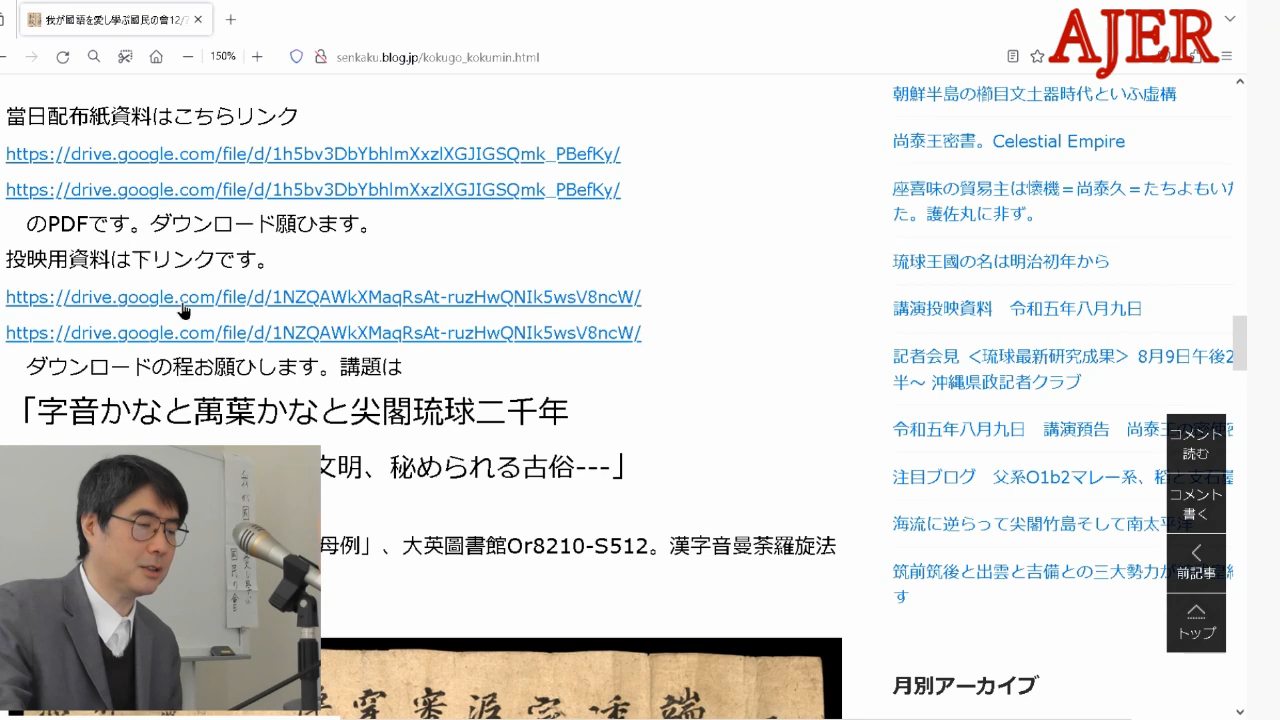 我が國語を愛し學ぶ國民の會12/7
AJER
150%
senkaku.blog.jp/kokugo_kokumin.html
當日配布紙資料はこちらリンク
https://drive.google.com/file/d/1h5bv3DbYbhlmXxzlXGJIGSQmk_PBefKy/
https://drive.google.com/file/d/1h5bv3DbYbhlmXxzlXGJIGSQmk_PBefKy/
のPDFです。ダウンロード願ひます。
投映用資料は下リンクです。
https://drive.google.com/file/d/1NZQAWkXMaqRsAt-ruzHwQNIk5wsV8ncW/
https://drive.google.com/file/d/1NZQAWkXMaqRsAt-ruzHwQNIk5wsV8ncW/
ダウンロードの程お願ひします。講題は
「字音かなと萬葉かなと尖閣琉球二千年
文明、秘められる古俗---」
母例」、大英圖書館Or8210-S512。漢字音曼荼羅旋法
朝鮮半島の櫛目文土器時代といふ虚構
尚泰王密書。Celestial Empire
座喜味の貿易主は懐機＝尚泰久＝たちよもい
た。護佐丸に非ず。
琉球王國の名は明治初年から
講演投映資料　令和五年八月九日
記者会見 ＜琉球最新研究成果＞ 8月9日午後2
半〜 沖縄県政記者クラブ
令和五年八月九日　講演預告　尚泰王の
注目ブログ　父系O1b2マレー系、稻と支石
海流に逆らって尖閣竹島そして南太平洋
筑前筑後と出雲と吉備との三大勢力が
す
月別アーカイブ
コメント
読む
コメント
書く
前記事
トップ